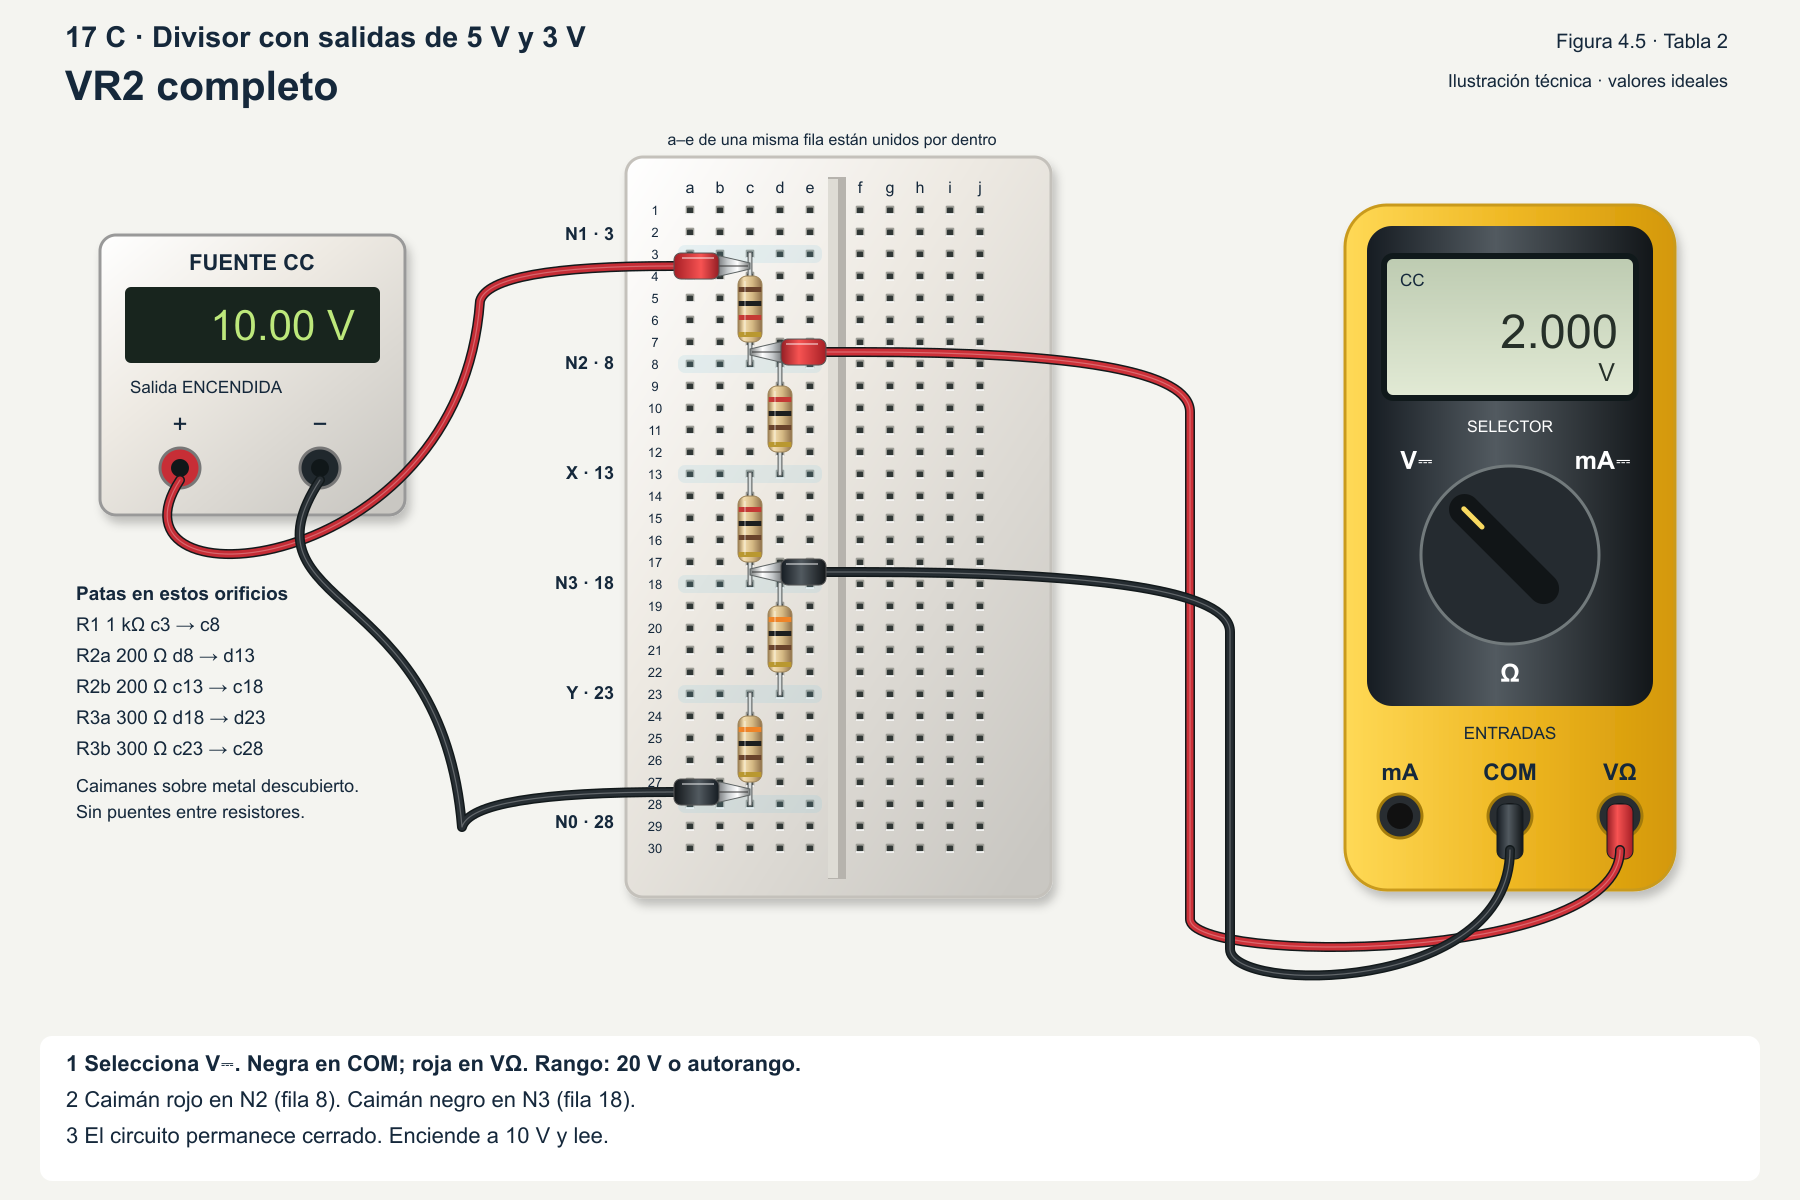 17 C · Divisor con salidas de 5 V y 3 V
VR2 completo
Figura 4.5 · Tabla 2
Ilustración técnica · valores ideales
a–e de una misma fila están unidos por dentro
FUENTE CC
10.00 V
Salida ENCENDIDA
+ −
Patas en estos orificios
R1 1 kΩ c3 → c8
R2a 200 Ω d8 → d13
R2b 200 Ω c13 → c18
R3a 300 Ω d18 → d23
R3b 300 Ω c23 → c28
Caimanes sobre metal descubierto.
Sin puentes entre resistores.
N1 · 3
N2 · 8
X · 13
N3 · 18
Y · 23
N0 · 28
a b c d e f g h i j
1
2
3
4
5
6
7
8
9
10
11
12
13
14
15
16
17
18
19
20
21
22
23
24
25
26
27
28
29
30
CC
2.000
V
SELECTOR
V⎓ mA⎓
Ω
ENTRADAS
mA COM VΩ
1 Selecciona V⎓. Negra en COM; roja en VΩ. Rango: 20 V o autorango.
2 Caimán rojo en N2 (fila 8). Caimán negro en N3 (fila 18).
3 El circuito permanece cerrado. Enciende a 10 V y lee.